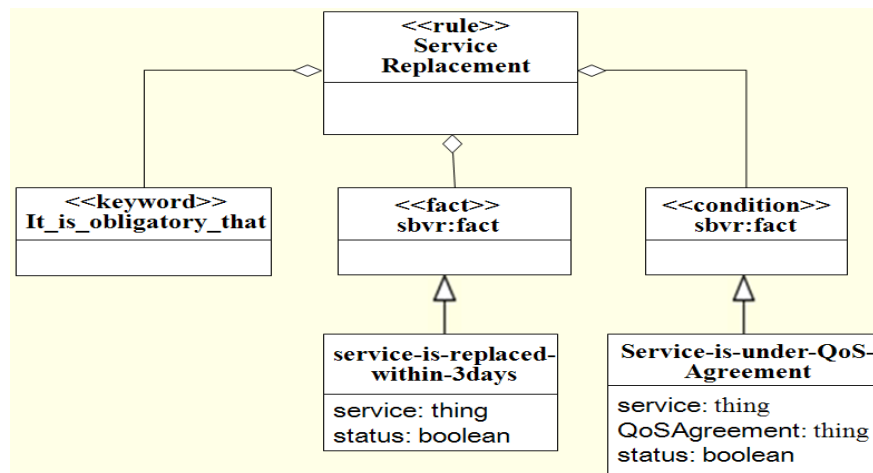 <<rule>>
Service
Replacement
<<keyword>>
It_is_obligatory_that
<<fact>>
sbvr:fact
<<condition>>
sbvr:fact
service-is-replaced-
within-3days
service: thing
status: boolean
Service-is-under-QoS-
Agreement
service: thing
QoSAgreement: thing
status: boolean